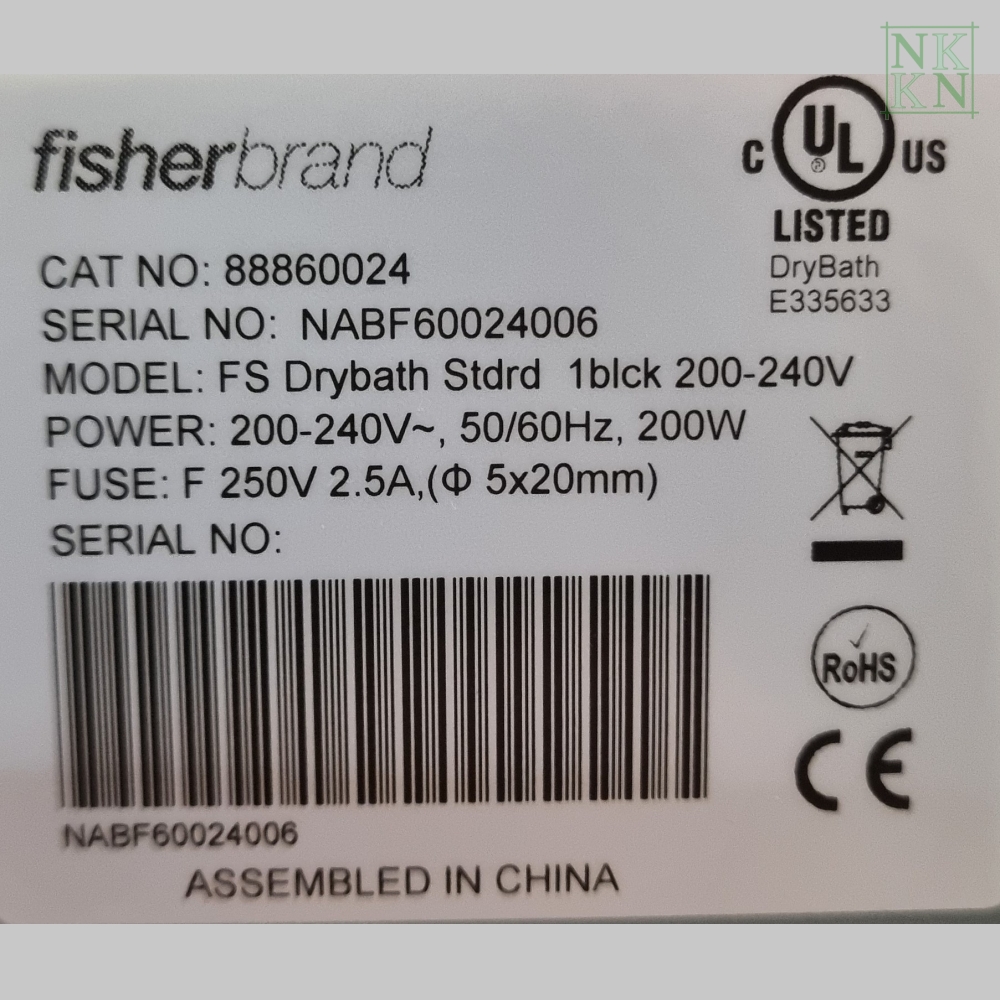 NK
KN
fisherbrand
C UL US
®
LISTED
DryBath
E335633
CAT NO: 88860024
SERIAL NO: NABF60024006
MODEL: FS Drybath Stdrd 1blck 200-240V
POWER: 200-240V~, 50/60Hz, 200W
FUSE: F 250V 2.5A,(Φ 5x20mm)
SERIAL NO:
RoHS
CE
NABF60024006
ASSEMBLED IN CHINA